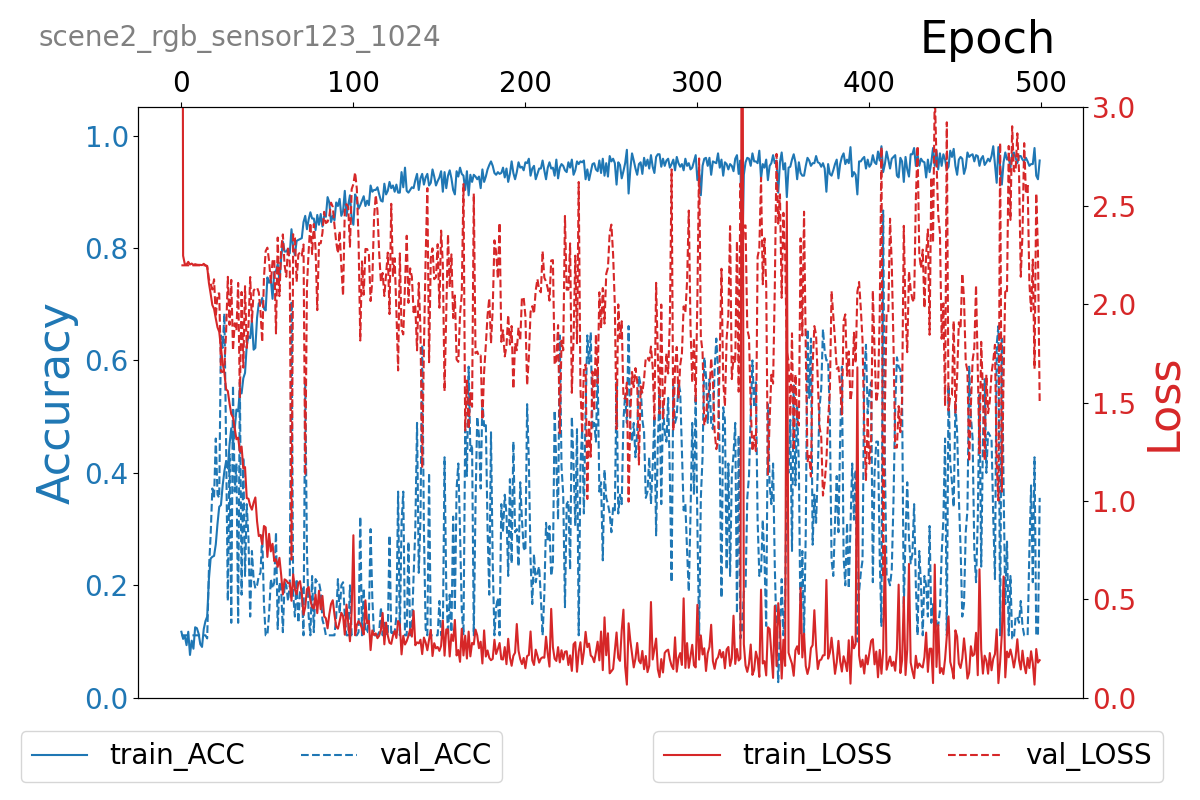 scene2_rgb_sensor123_1024
Epoch
0 100 200 300 400 500
1.0
0.8
0.6
0.4
0.2
0.0
Accuracy
3.0
2.5
2.0
1.5
1.0
0.5
0.0
Loss
train_ACC val_ACC
train_LOSS val_LOSS